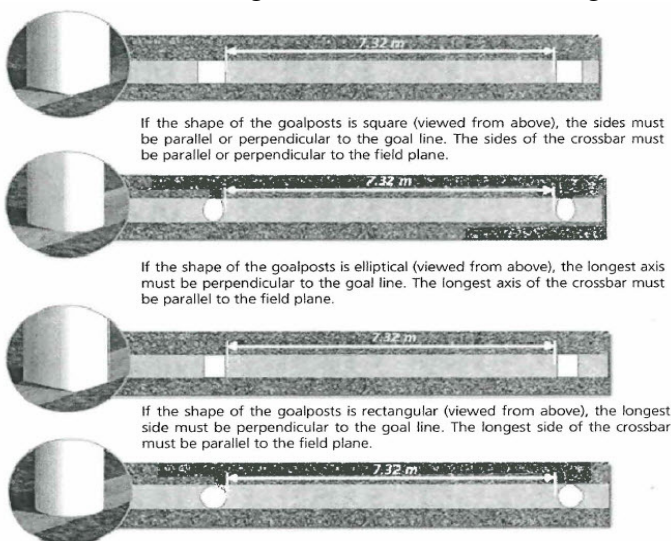 7.32 m
If the shape of the goalposts is square (viewed from above), the sides must
be parallel or perpendicular to the goal line. The sides of the crossbar must
be parallel or perpendicular to the field plane.
7.32 m
If the shape of the goalposts is elliptical (viewed from above), the longest axis
must be perpendicular to the goal line. The longest axis of the crossbar must
be parallel to the field plane.
7.32 m
If the shape of the goalposts is rectangular (viewed from above), the longest
side must be perpendicular to the goal line. The longest side of the crossbar
must be parallel to the field plane.
7.32 m